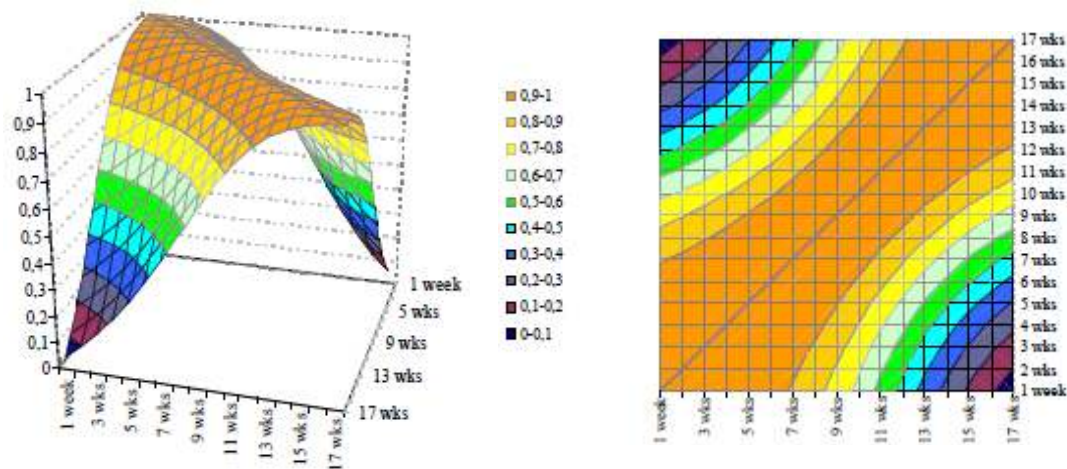 1
0,9
0,8
0,7
0,6
0,5
0,4
0,3
0,2
0,1
0
1 week
3 wks
5 wks
7 wks
9 wks
11 wks
13 wks
15 wks
17 wks
1 week
5 wks
9 wks
13 wks
17 wks
0,9-1
0,8-0,9
0,7-0,8
0,6-0,7
0,5-0,6
0,4-0,5
0,3-0,4
0,2-0,3
0,1-0,2
0-0,1
17 wks
16 wks
15 wks
14 wks
13 wks
12 wks
11 wks
10 wks
9 wks
8 wks
7 wks
6 wks
5 wks
4 wks
3 wks
2 wks
1 week
1 week
3 wks
5 wks
7 wks
9 wks
11 wks
13 wks
15 wks
17 wks